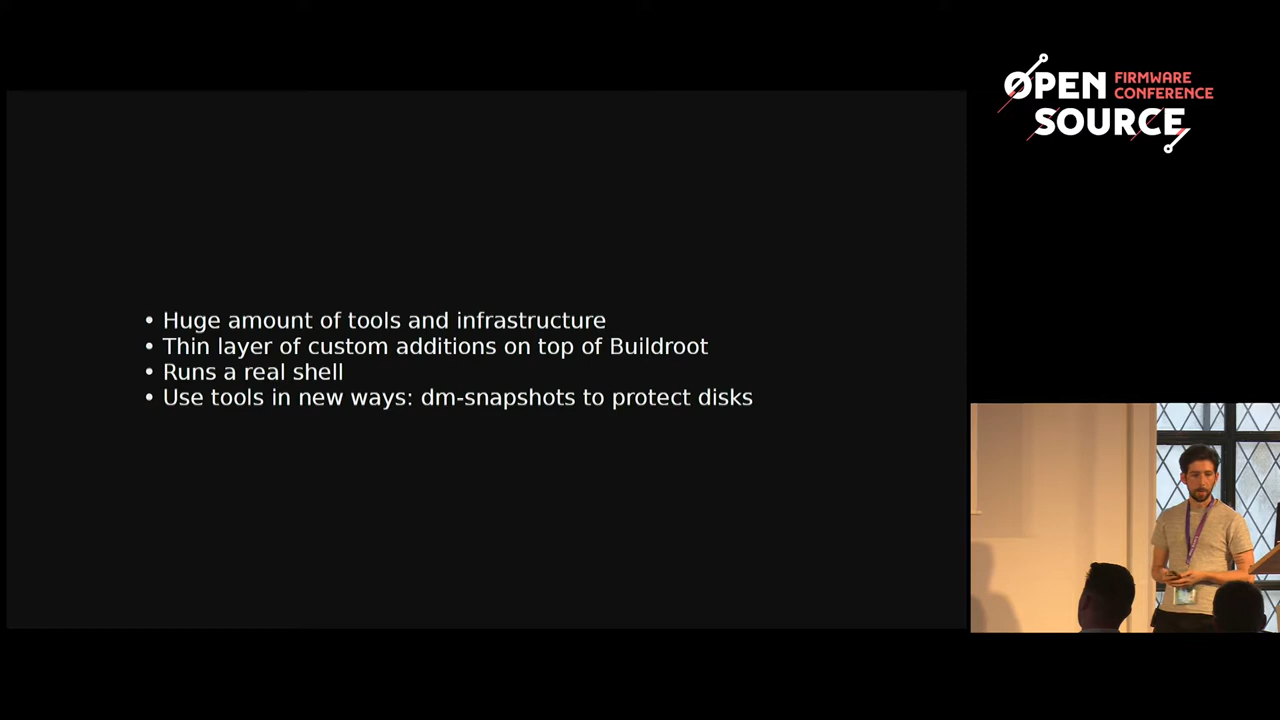 OPEN FIRMWARE
CONFERENCE
SOURCE
• Huge amount of tools and infrastructure
• Thin layer of custom additions on top of Buildroot
• Runs a real shell
• Use tools in new ways: dm-snapshots to protect disks